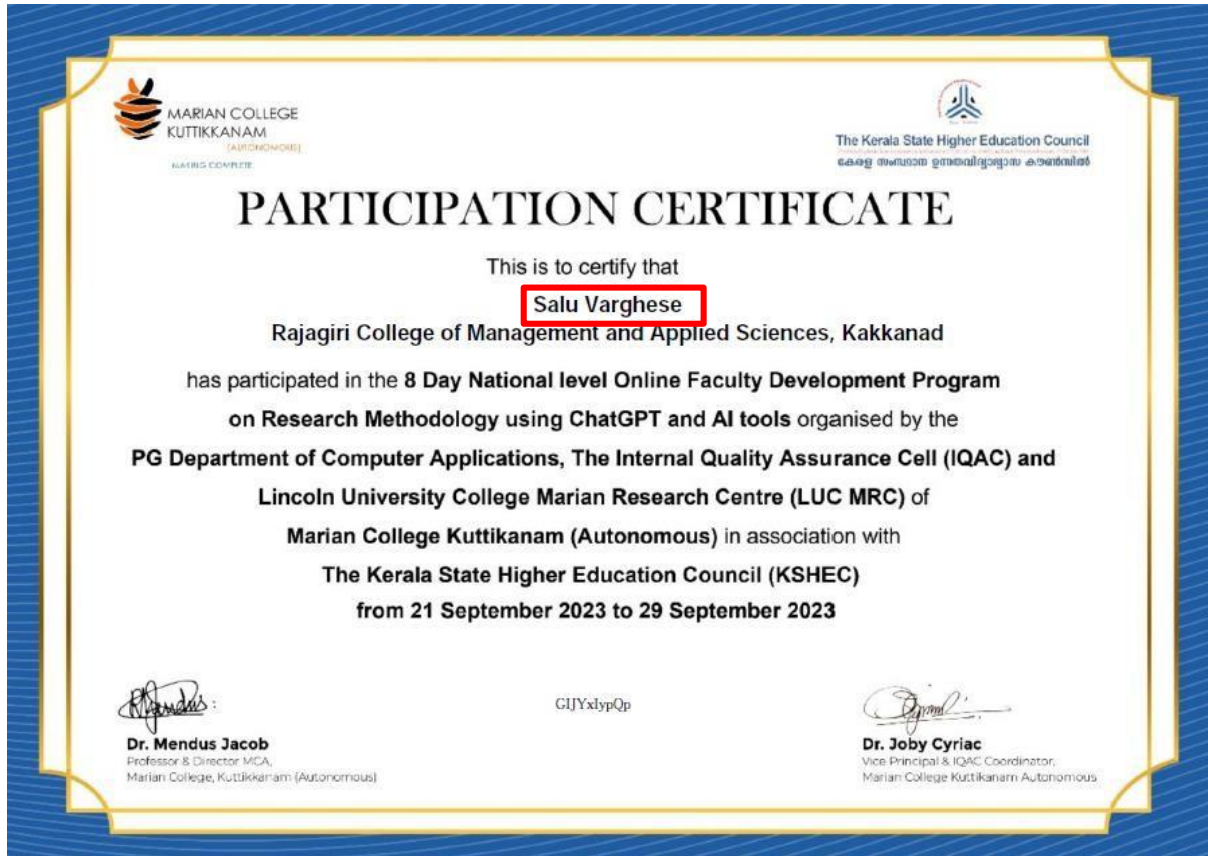 MARIAN COLLEGE
KUTTIKKANAM
(AUTONOMOUS)
MAKING COMPLETE
The Kerala State Higher Education Council
കേരള സംസ്ഥാന ഉന്നതവിദ്യാഭ്യാസ കൗൺസിൽ
PARTICIPATION CERTIFICATE
This is to certify that
Salu Varghese
Rajagiri College of Management and Applied Sciences, Kakkanad
has participated in the 8 Day National level Online Faculty Development Program
on Research Methodology using ChatGPT and AI tools organised by the
PG Department of Computer Applications, The Internal Quality Assurance Cell (IQAC) and
Lincoln University College Marian Research Centre (LUC MRC) of
Marian College Kuttikanam (Autonomous) in association with
The Kerala State Higher Education Council (KSHEC)
from 21 September 2023 to 29 September 2023
GIJYxIypQp
Dr. Mendus Jacob
Professor & Director MCA,
Marian College, Kuttikkanam (Autonomous)
Dr. Joby Cyriac
Vice Principal & IQAC Coordinator,
Marian College Kuttikanam Autonomous